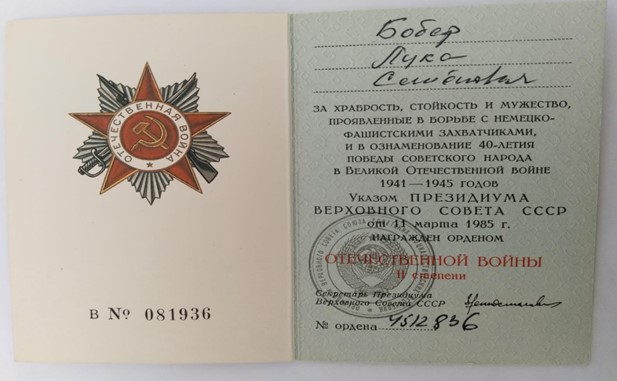 ОТЕЧЕСТВЕННАЯ ВОЙНА
В № 081936
Бобер
Лука
ЗА ХРАБРОСТЬ, СТОЙКОСТЬ И МУЖЕСТВО,
ПРОЯВЛЕННЫЕ В БОРЬБЕ С НЕМЕЦКО-
ФАШИСТСКИМИ ЗАХВАТЧИКАМИ,
И В ОЗНАМЕНОВАНИЕ 40-ЛЕТИЯ
ПОБЕДЫ СОВЕТСКОГО НАРОДА
В ВЕЛИКОЙ ОТЕЧЕСТВЕННОЙ ВОЙНЕ
1941—1945 ГОДОВ
УКАЗОМ ПРЕЗИДИУМА
ВЕРХОВНОГО СОВЕТА СССР
от 11 марта 1985 г.
НАГРАЖДЕН ОРДЕНОМ
ОТЕЧЕСТВЕННОЙ ВОЙНЫ
II степени
Секретарь Президиума
Верховного Совета СССР
№ ордена 4512836